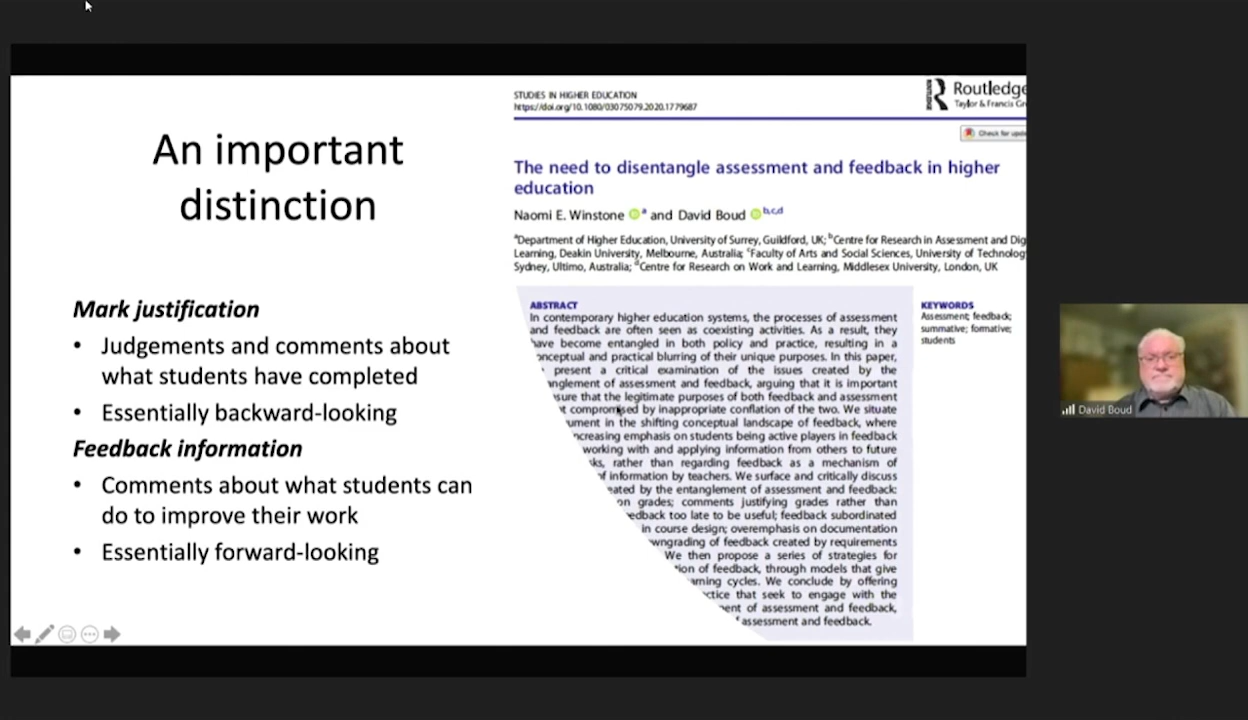 An important
distinction
Mark justification
• Judgements and comments about
what students have completed
• Essentially backward-looking
Feedback information
• Comments about what students can
do to improve their work
• Essentially forward-looking
STUDIES IN HIGHER EDUCATION
https://doi.org/10.1080/03075079.2020.1779687
Routledge
Taylor & Francis Gr
Check for upda
The need to disentangle assessment and feedback in higher
education
Naomi E. Winstone a and David Boud b,c,d
aDepartment of Higher Education, University of Surrey, Guildford, UK; bCentre for Research in Assessment and Dig
Learning, Deakin University, Melbourne, Australia; cFaculty of Arts and Social Sciences, University of Technology
Sydney, Ultimo, Australia; dCentre for Research on Work and Learning, Middlesex University, London, UK
ABSTRACT
In contemporary higher education systems, the processes of assessment
and feedback are often seen as coexisting activities. As a result, they
have become entangled in both policy and practice, resulting in a
onceptual and practical blurring of their unique purposes. In this paper,
present a critical examination of the issues created by the
anglement of assessment and feedback, arguing that it is important
sure that the legitimate purposes of both feedback and assessment
t compromised by inappropriate conflation of the two. We situate
ument in the shifting conceptual landscape of feedback, where
ncreasing emphasis on students being active players in feedback
working with and applying information from others to future
ks, rather than regarding feedback as a mechanism of
f information by teachers. We surface and critically discuss
eated by the entanglement of assessment and feedback:
on grades; comments justifying grades rather than
edback too late to be useful; feedback subordinated
in course design; overemphasis on documentation
wngrading of feedback created by requirements
We then propose a series of strategies for
tion of feedback, through models that give
arning cycles. We conclude by offering
ctice that seek to engage with the
ent of assessment and feedback,
f assessment and feedback.
KEYWORDS
Assessment; feedback;
summative; formative;
students
David Boud